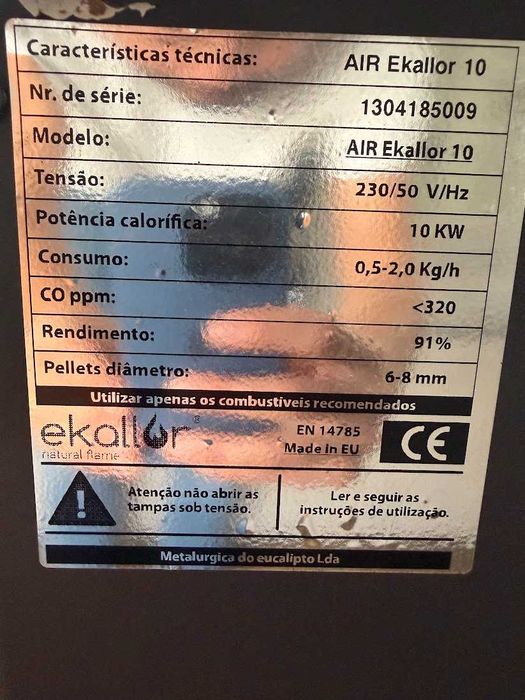 Características técnicas: AIR Ekallor 10
Nr. de série: 1304185009
Modelo: AIR Ekallor 10
Tensão: 230/50 V/Hz
Potência calorífica: 10 KW
Consumo: 0,5-2,0 Kg/h
CO ppm: <320
Rendimento: 91%
Pellets diâmetro: 6-8 mm
Utilizar apenas os combustíveis recomendados
ekallor®
natural flame
EN 14785
Made in EU
CE
Atenção não abrir as
tampas sob tensão.
Ler e seguir as
instruções de utilização.
Metalurgica do eucalipto Lda